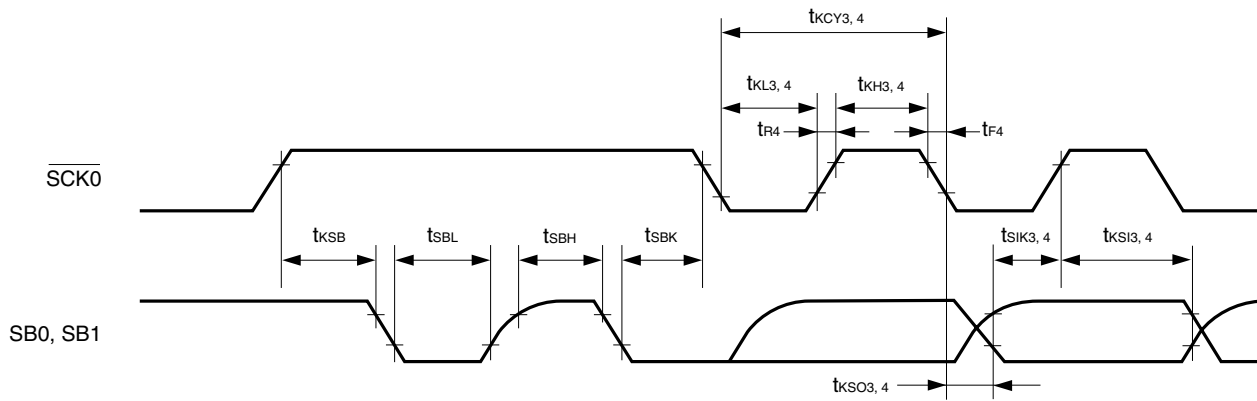 tKCY3, 4
tKL3, 4
tKH3, 4
tR4
tF4
SCK0
tKSB
tSBL
tSBH
tSBK
tSIK3, 4
tKSI3, 4
SB0, SB1
tKSO3, 4